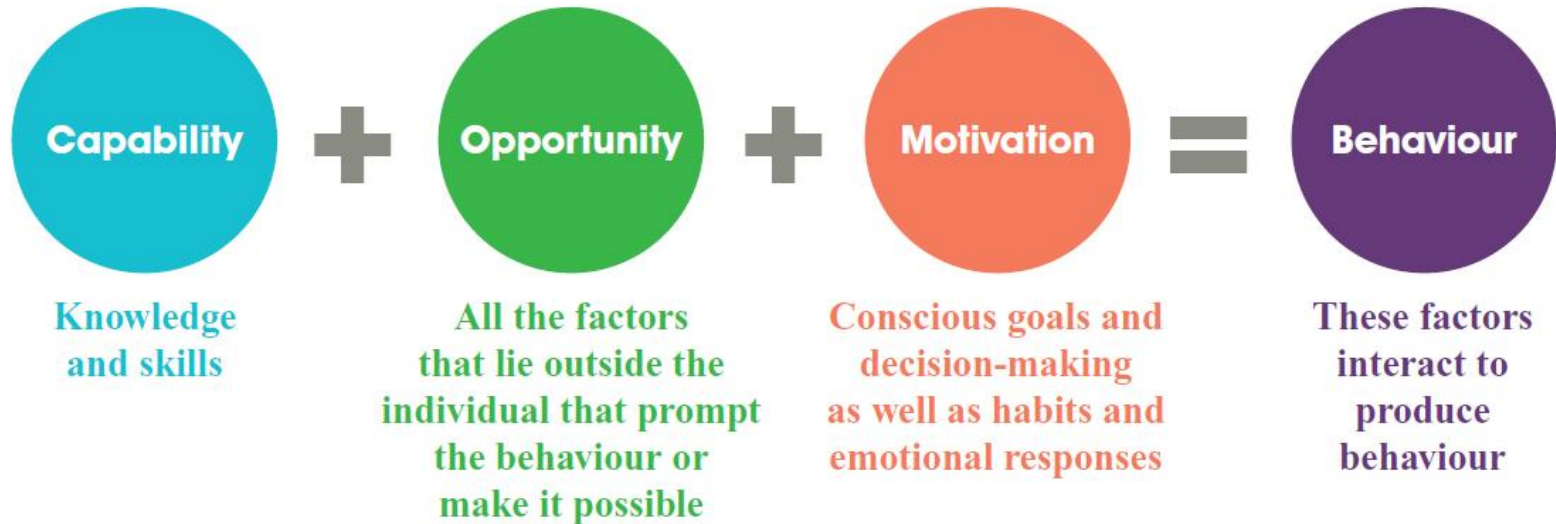 Capability + Opportunity + Motivation = Behaviour
Knowledge
and skills
All the factors
that lie outside the
individual that prompt
the behaviour or
make it possible
Conscious goals and
decision-making
as well as habits and
emotional responses
These factors
interact to
produce
behaviour